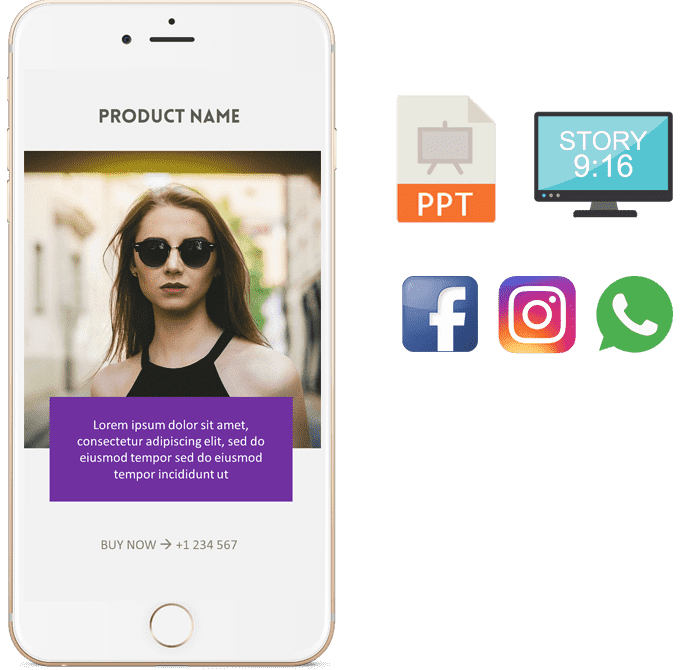 PRODUCT NAME
Lorem ipsum dolor sit amet,
consectetur adipiscing elit, sed do
eiusmod tempor sed do eiusmod
tempor incididunt ut
BUY NOW → +1 234 567
PPT
STORY
9:16